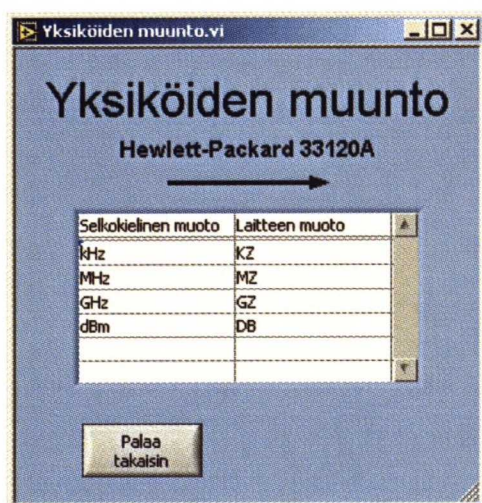 Yksiköiden muunto.vi
Yksiköiden muunto
Hewlett-Packard 33120A
Selkokielinen muoto Laitteen muoto
kHz KZ
MHz MZ
GHz GZ
dBm DB
Palaa
takaisin